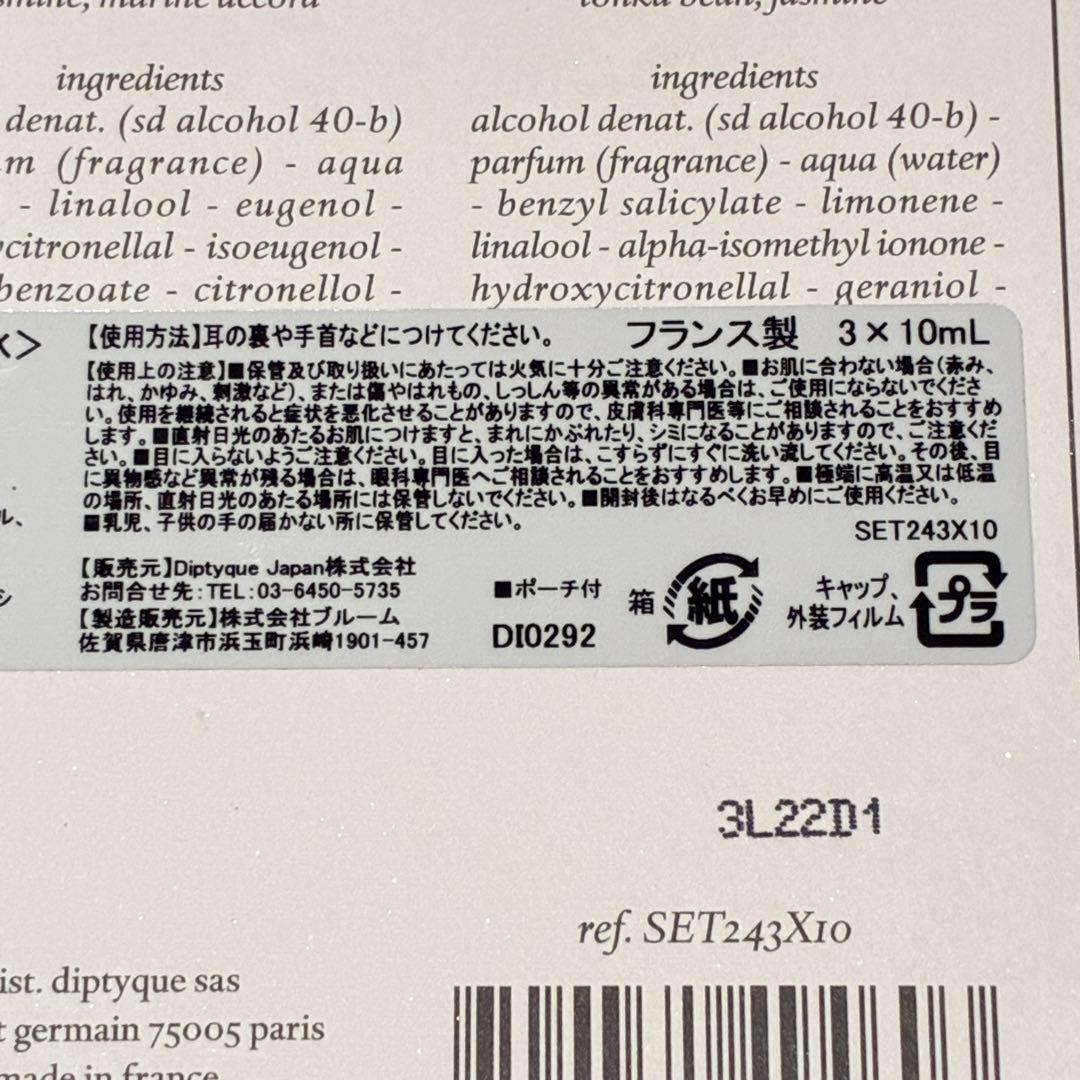 marine accord
tonka bean, jasmine
ingredients
denat. (sd alcohol 40-b)
(fragrance) - aqua
- linalool - eugenol -
citronellal - isoeugenol -
benzoate - citronellol -
ingredients
alcohol denat. (sd alcohol 40-b) -
parfum (fragrance) - aqua (water)
- benzyl salicylate - limonene -
linalool - alpha-isomethyl ionone -
hydroxycitronellal - geraniol -
【使用方法】耳の裏や手首などにつけてください。 フランス製 3×10mL
【使用上の注意】■保管及び取り扱いにあたっては火気に十分ご注意ください。■お肌に合わない場合(赤み、
はれ、かゆみ、刺激など)、または傷やはれもの、しっしん等の異常がある場合は、ご使用にならないでくださ
い。使用を継続されると症状を悪化させることがありますので、皮膚科専門医等にご相談されることをおすすめ
します。■直射日光のあたるお肌につけますと、まれにかぶれたり、シミになることがありますので、ご注意くだ
さい。■目に入らないようご注意ください。目に入った場合は、こすらずにすぐに洗い流してください。その後、目
に異物感など異常が残る場合は、眼科専門医へご相談されることをおすすめします。■極端に高温又は低温
の場所、直射日光のあたる場所には保管しないでください。■開封後はなるべくお早めにご使用ください。
■乳児、子供の手の届かない所に保管してください。
SET243X10
【販売元】Diptyque Japan株式会社
お問合せ先:TEL:03-6450-5735
【製造販売元】株式会社ブルーム
佐賀県唐津市浜玉町浜崎1901-457
■ポーチ付
DI0292
箱 紙
キャップ、
外装フィルム
プラ
3L22D1
ref. SET243X10
dist. diptyque sas
germain 75005 paris
made in france